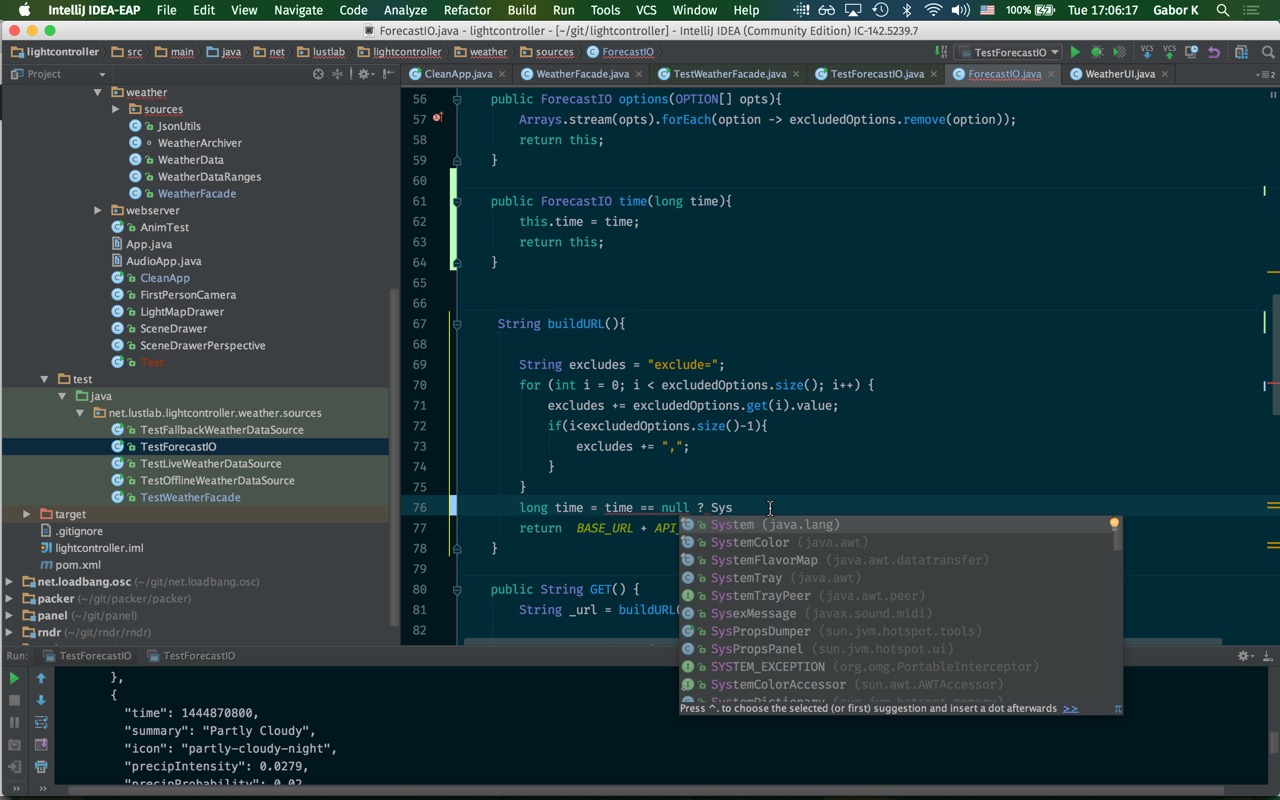 IntelliJ IDEA-EAP File Edit View Navigate Code Analyze Refactor Build Run Tools VCS Window Help 100% Tue 17:06:17 Gabor K
ForecastIO.java - lightcontroller - [~/git/lightcontroller] - IntelliJ IDEA (Community Edition) IC-142.5239.7
lightcontroller src main java net lustlab lightcontroller weather sources ForecastIO TestForecastIO VCS VCS
Project CleanApp.java WeatherFacade.java TestWeatherFacade.java TestForecastIO.java ForecastIO.java WeatherUI.java
weather
sources
JsonUtils
WeatherArchiver
WeatherData
WeatherDataRanges
WeatherFacade
webserver
AnimTest
App.java
AudioApp.java
CleanApp
FirstPersonCamera
LightMapDrawer
SceneDrawer
SceneDrawerPerspective
Test
test
java
net.lustlab.lightcontroller.weather.sources
TestFallbackWeatherDataSource
TestForecastIO
TestLiveWeatherDataSource
TestOfflineWeatherDataSource
TestWeatherFacade
target
.gitignore
lightcontroller.iml
pom.xml
net.loadbang.osc (~/git/net.loadbang.osc)
packer (~/git/packer/packer)
panel (~/git/panel)
rndr (~/git/rndr/rndr)
56 public ForecastIO options(OPTION[] opts){
57 Arrays.stream(opts).forEach(option -> excludedOptions.remove(option));
58 return this;
59 }
60
61 public ForecastIO time(long time){
62 this.time = time;
63 return this;
64 }
65
66
67 String buildURL(){
68
69 String excludes = "exclude=";
70 for (int i = 0; i < excludedOptions.size(); i++) {
71 excludes += excludedOptions.get(i).value;
72 if(i<excludedOptions.size()-1){
73 excludes += ",";
74 }
75 }
76 long time = time == null ? Sys
77 return BASE_URL + API_
78 }
79
80 public String GET() {
81 String _url = buildURL(
82
System (java.lang)
SystemColor (java.awt)
SystemFlavorMap (java.awt.datatransfer)
SystemTray (java.awt)
SystemTrayPeer (java.awt.peer)
SysexMessage (javax.sound.midi)
SysPropsDumper (sun.jvm.hotspot.tools)
SysPropsPanel (sun.jvm.hotspot.ui)
SYSTEM_EXCEPTION (org.omg.PortableInterceptor)
SystemColorAccessor (sun.awt.AWTAccessor)
Press ^. to choose the selected (or first) suggestion and insert a dot afterwards >> π
Run: TestForecastIO TestForecastIO
},
{
"time": 1444870800,
"summary": "Partly Cloudy",
"icon": "partly-cloudy-night",
"precipIntensity": 0.0279,
"precipProbability": 0.02